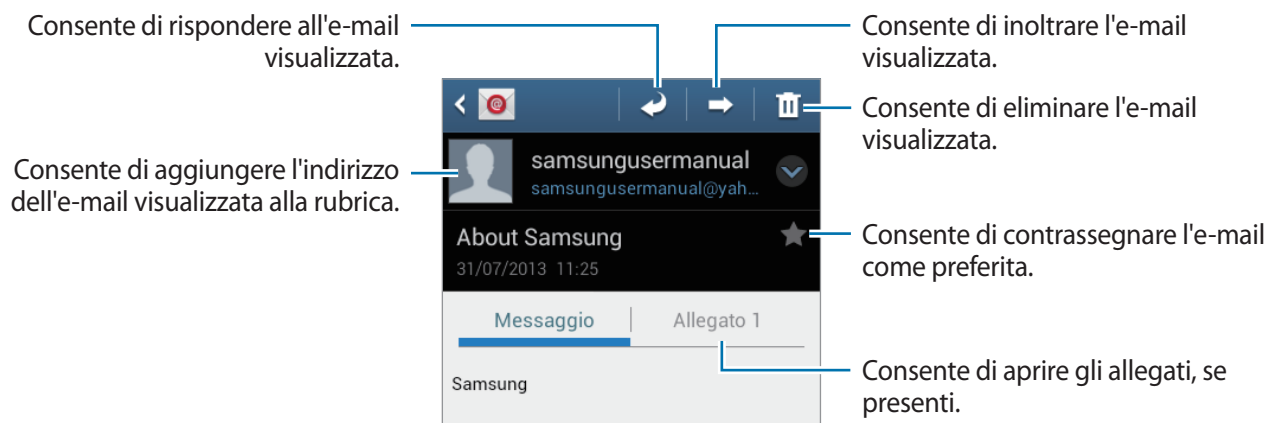 Consente di rispondere all'e-mail
visualizzata.
Consente di inoltrare l'e-mail
visualizzata.
Consente di eliminare l'e-mail
visualizzata.
Consente di aggiungere l'indirizzo
dell'e-mail visualizzata alla rubrica.
samsungusermanual
samsungusermanual@yah...
About Samsung
31/07/2013 11:25
Consente di contrassegnare l'e-mail
come preferita.
Messaggio
Allegato 1
Samsung
Consente di aprire gli allegati, se
presenti.